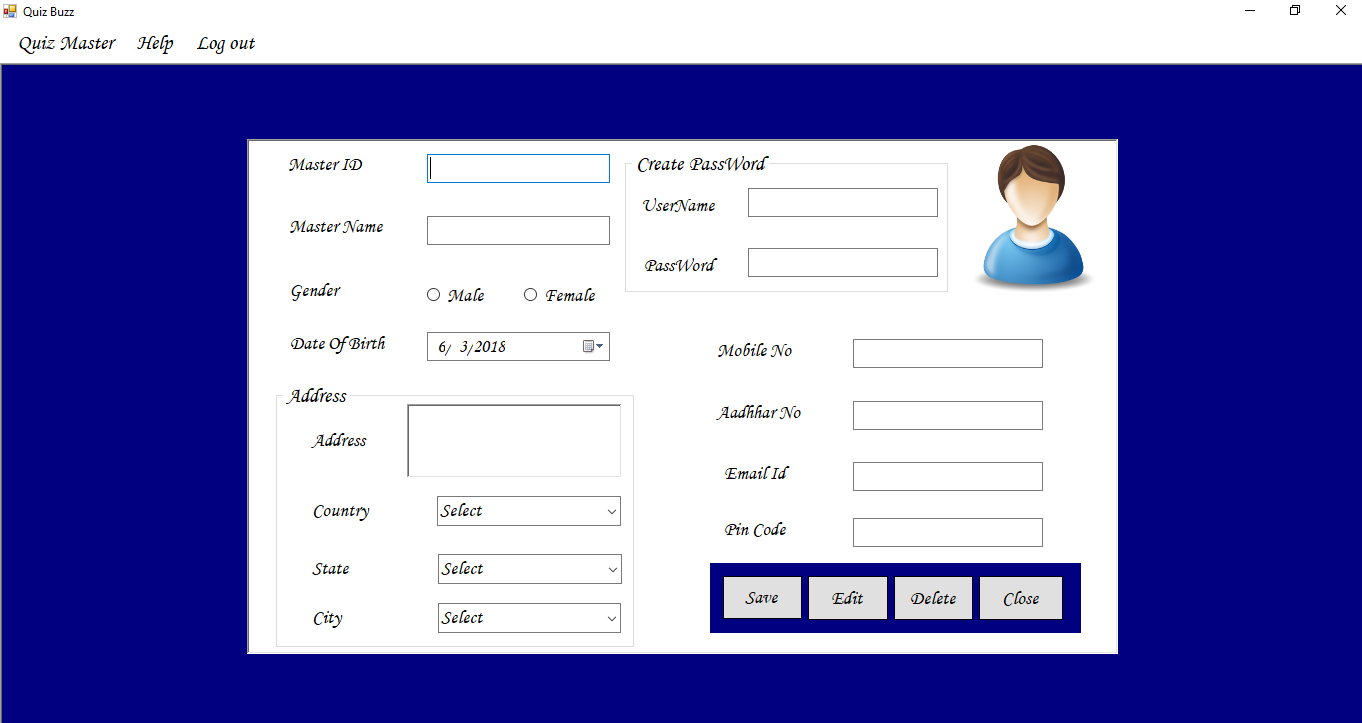 Quiz Buzz
Quiz Master Help Log out
Master ID
Master Name
Gender Male Female
Date Of Birth 6/ 3/2018
Create PassWord
UserName
PassWord
Address
Address
Country Select
State Select
City Select
Mobile No
Aadhhar No
Email Id
Pin Code
Save Edit Delete Close